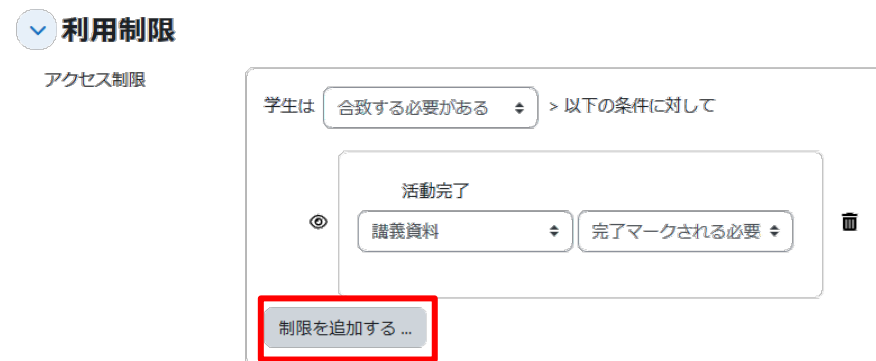 利用制限
アクセス制限
学生は 合致する必要がある > 以下の条件に対して
活動完了
講義資料 完了マークされる必要
制限を追加する ...